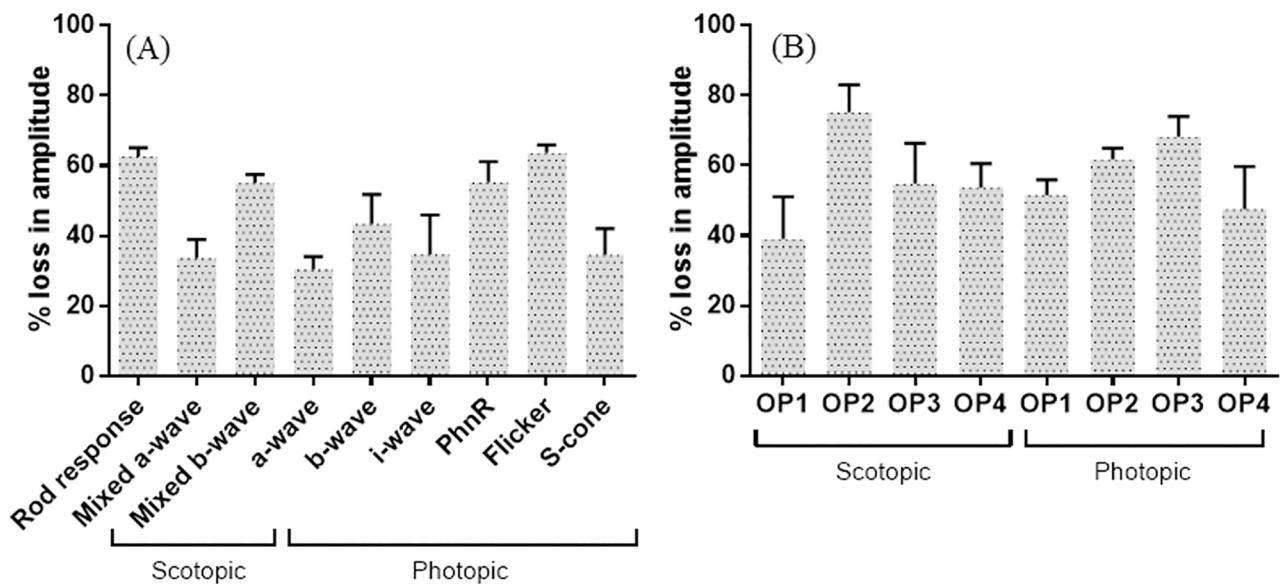 (A)
% loss in amplitude
100
80
60
40
20
0
Rod response
Mixed a-wave
Mixed b-wave
a-wave
b-wave
i-wave
PhnR
Flicker
S-cone
Scotopic
Photopic
(B)
% loss in amplitude
100
80
60
40
20
0
OP1 OP2 OP3 OP4 OP1 OP2 OP3 OP4
Scotopic
Photopic